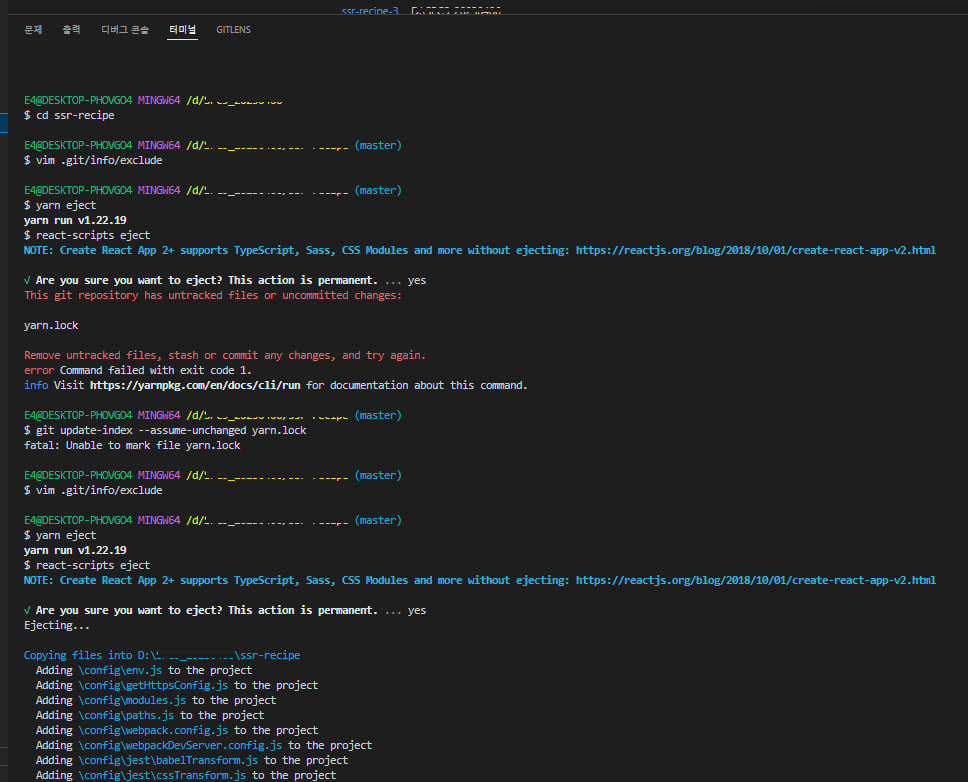 ssr-recipe-3
문제 출력 디버그 콘솔 터미널 GITLENS
E4@DESKTOP-PHOVGO4 MINGW64 /d/
$ cd ssr-recipe
E4@DESKTOP-PHOVGO4 MINGW64 /d/ (master)
$ vim .git/info/exclude
E4@DESKTOP-PHOVGO4 MINGW64 /d/ (master)
$ yarn eject
yarn run v1.22.19
$ react-scripts eject
NOTE: Create React App 2+ supports TypeScript, Sass, CSS Modules and more without ejecting: https://reactjs.org/blog/2018/10/01/create-react-app-v2.html
√ Are you sure you want to eject? This action is permanent. ... yes
This git repository has untracked files or uncommitted changes:
yarn.lock
Remove untracked files, stash or commit any changes, and try again.
error Command failed with exit code 1.
info Visit https://yarnpkg.com/en/docs/cli/run for documentation about this command.
E4@DESKTOP-PHOVGO4 MINGW64 /d/ (master)
$ git update-index --assume-unchanged yarn.lock
fatal: Unable to mark file yarn.lock
E4@DESKTOP-PHOVGO4 MINGW64 /d/ (master)
$ vim .git/info/exclude
E4@DESKTOP-PHOVGO4 MINGW64 /d/ (master)
$ yarn eject
yarn run v1.22.19
$ react-scripts eject
NOTE: Create React App 2+ supports TypeScript, Sass, CSS Modules and more without ejecting: https://reactjs.org/blog/2018/10/01/create-react-app-v2.html
√ Are you sure you want to eject? This action is permanent. ... yes
Ejecting...
Copying files into D:\ \ssr-recipe
Adding \config\env.js to the project
Adding \config\getHttpsConfig.js to the project
Adding \config\modules.js to the project
Adding \config\paths.js to the project
Adding \config\webpack.config.js to the project
Adding \config\webpackDevServer.config.js to the project
Adding \config\jest\babelTransform.js to the project
Adding \config\jest\cssTransform.js to the project